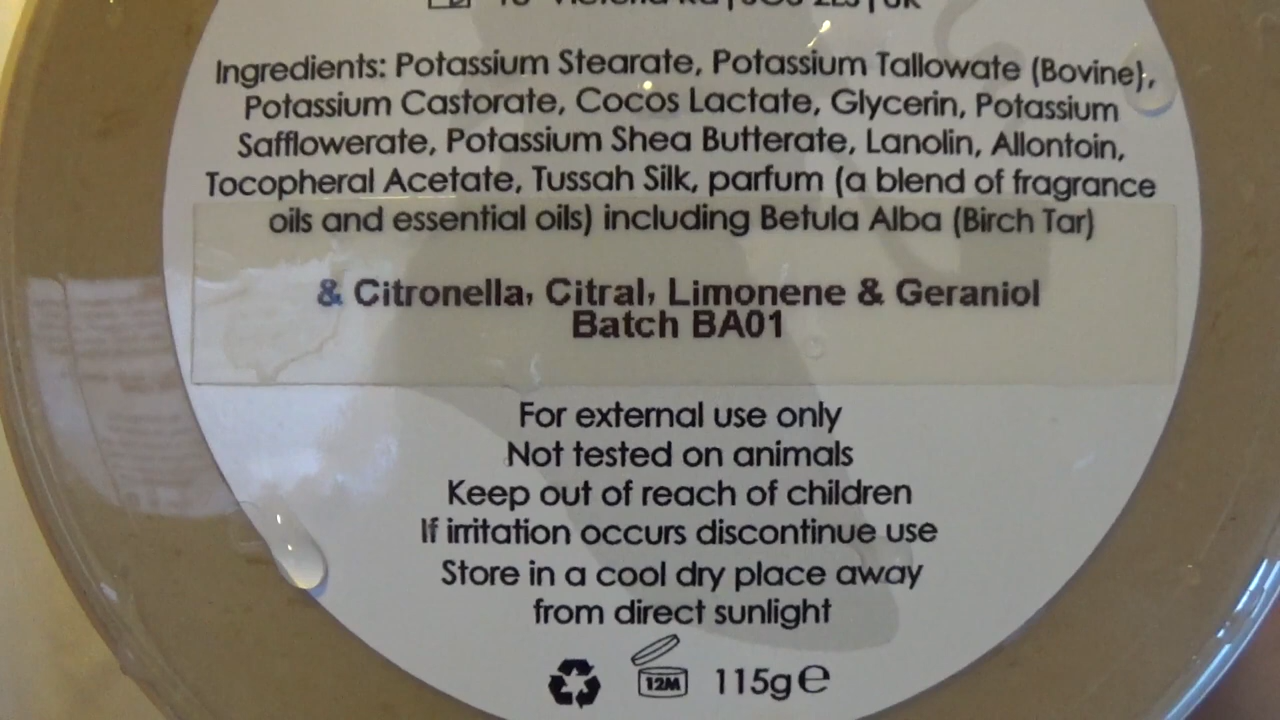 Ingredients: Potassium Stearate, Potassium Tallowate (Bovine),
Potassium Castorate, Cocos Lactate, Glycerin, Potassium
Safflowerate, Potassium Shea Butterate, Lanolin, Allontoin,
Tocopheral Acetate, Tussah Silk, parfum (a blend of fragrance
oils and essential oils) including Betula Alba (Birch Tar)
& Citronella, Citral, Limonene & Geraniol
Batch BA01
For external use only
Not tested on animals
Keep out of reach of children
If irritation occurs discontinue use
Store in a cool dry place away
from direct sunlight
12M 115g℮